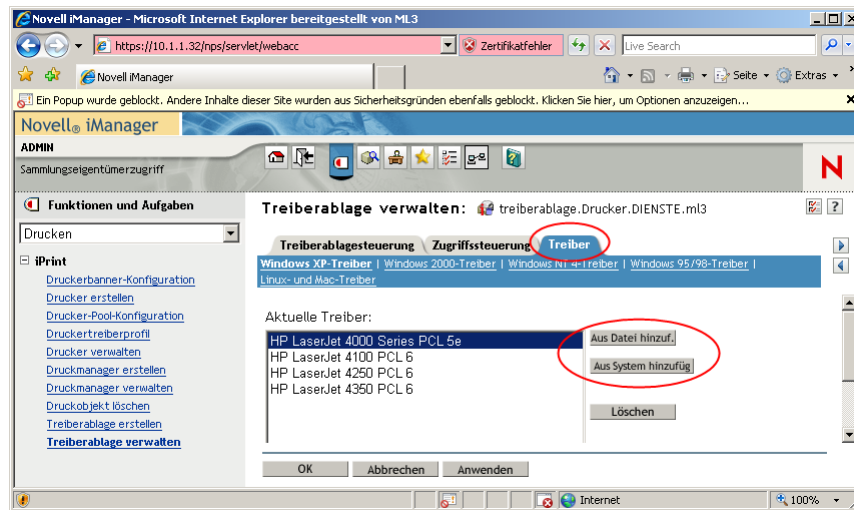 Novell iManager - Microsoft Internet Explorer bereitgestellt von ML3
https://10.1.1.32/nps/servlet/webacc
Zertifikatfehler
Live Search
Novell iManager
Seite
Extras
Ein Popup wurde geblockt. Andere Inhalte dieser Site wurden aus Sicherheitsgründen ebenfalls geblockt. Klicken Sie hier, um Optionen anzuzeigen...
Novell® iManager
ADMIN
Sammlungseigentümerzugriff
N
Funktionen und Aufgaben
Drucken
iPrint
Druckerbanner-Konfiguration
Drucker erstellen
Drucker-Pool-Konfiguration
Druckertreiberprofil
Drucker verwalten
Druckmanager erstellen
Druckmanager verwalten
Druckobjekt löschen
Treiberablage erstellen
Treiberablage verwalten
Treiberablage verwalten: treiberablage.Drucker.DIENSTE.ml3
?
Treiberablagesteuerung Zugriffssteuerung Treiber
Windows XP-Treiber | Windows 2000-Treiber | Windows NT 4-Treiber | Windows 95/98-Treiber |
Linux- und Mac-Treiber
Aktuelle Treiber:
HP LaserJet 4000 Series PCL 5e
HP LaserJet 4100 PCL 6
HP LaserJet 4250 PCL 6
HP LaserJet 4350 PCL 6
Aus Datei hinzuf.
Aus System hinzufüg
Löschen
OK Abbrechen Anwenden
Internet
100%